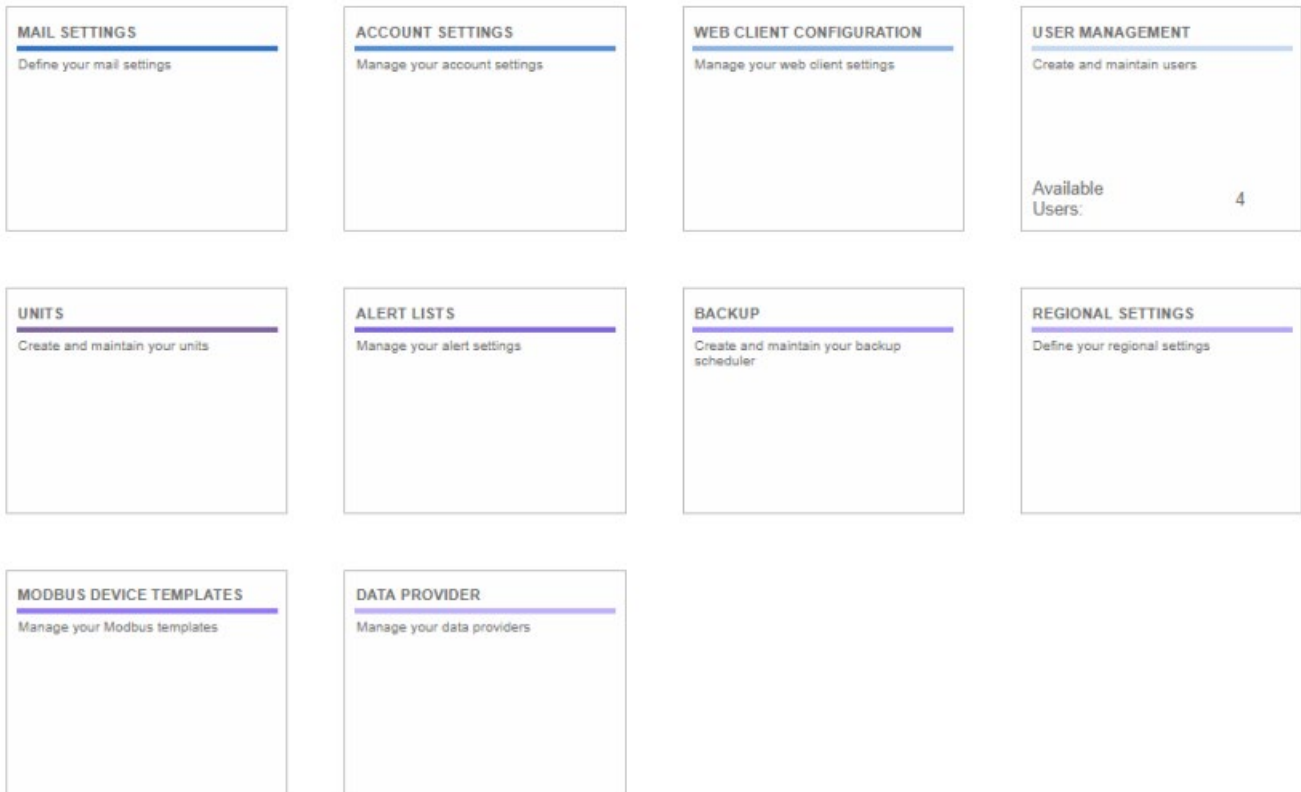 MAIL SETTINGS
Define your mail settings
ACCOUNT SETTINGS
Manage your account settings
WEB CLIENT CONFIGURATION
Manage your web client settings
USER MANAGEMENT
Create and maintain users
Available
Users:
4
UNITS
Create and maintain your units
ALERT LISTS
Manage your alert settings
BACKUP
Create and maintain your backup
scheduler
REGIONAL SETTINGS
Define your regional settings
MODBUS DEVICE TEMPLATES
Manage your Modbus templates
DATA PROVIDER
Manage your data providers